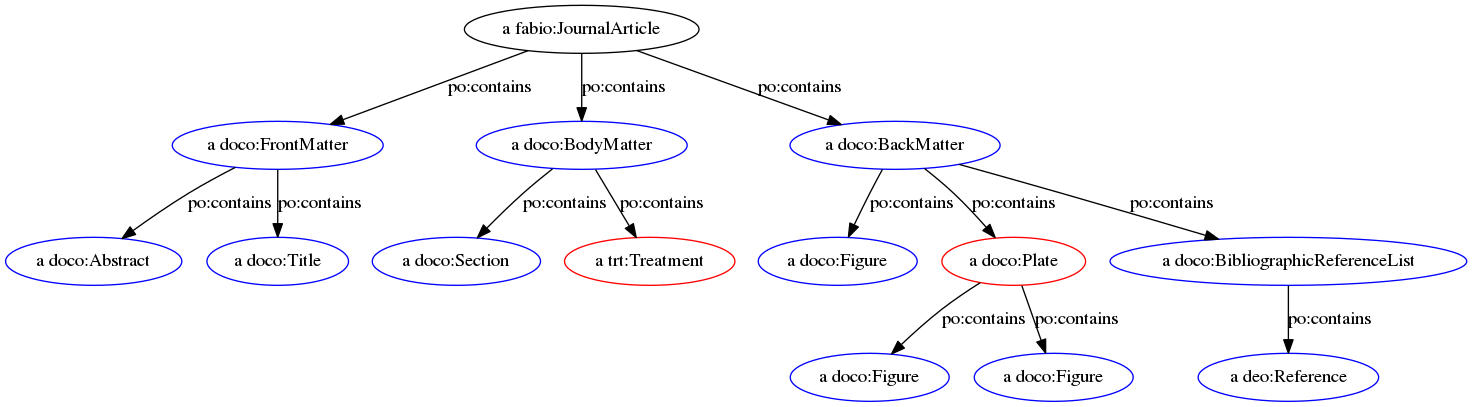 a fabio:JournalArticle
po:contains
po:contains
po:contains
a doco:FrontMatter
a doco:BodyMatter
a doco:BackMatter
po:contains
po:contains
po:contains
po:contains
po:contains
po:contains
po:contains
a doco:Abstract
a doco:Title
a doco:Section
a trt:Treatment
a doco:Figure
a doco:Plate
a doco:BibliographicReferenceList
po:contains
po:contains
po:contains
a doco:Figure
a doco:Figure
a deo:Reference